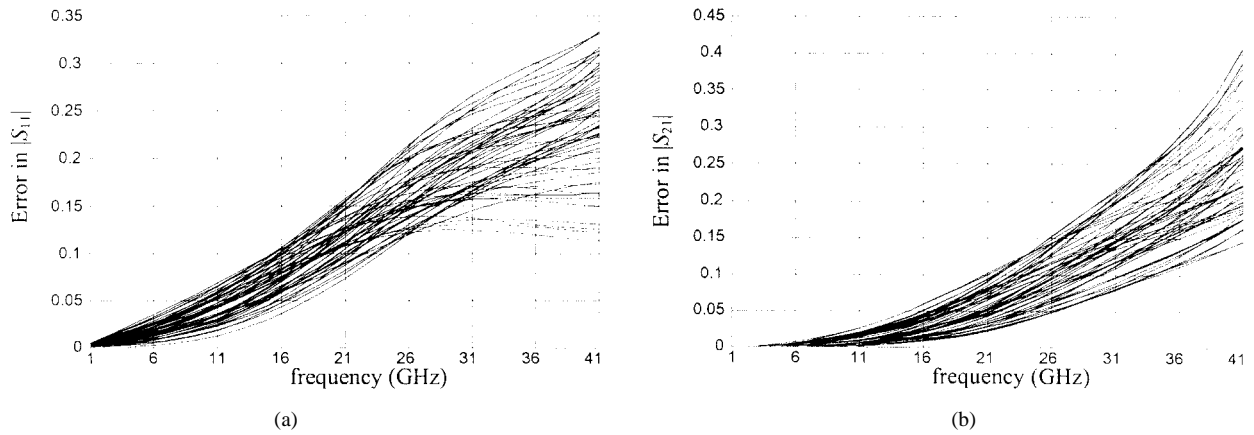 0.35
0.3
0.25
0.2
0.15
0.1
0.05
0
Error in |S11|
1 6 11 16 21 26 31 36 41
frequency (GHz)
(a)
0.45
0.4
0.35
0.3
0.25
0.2
0.15
0.1
0.05
0
Error in |S21|
1 6 11 16 21 26 31 36 41
frequency (GHz)
(b)